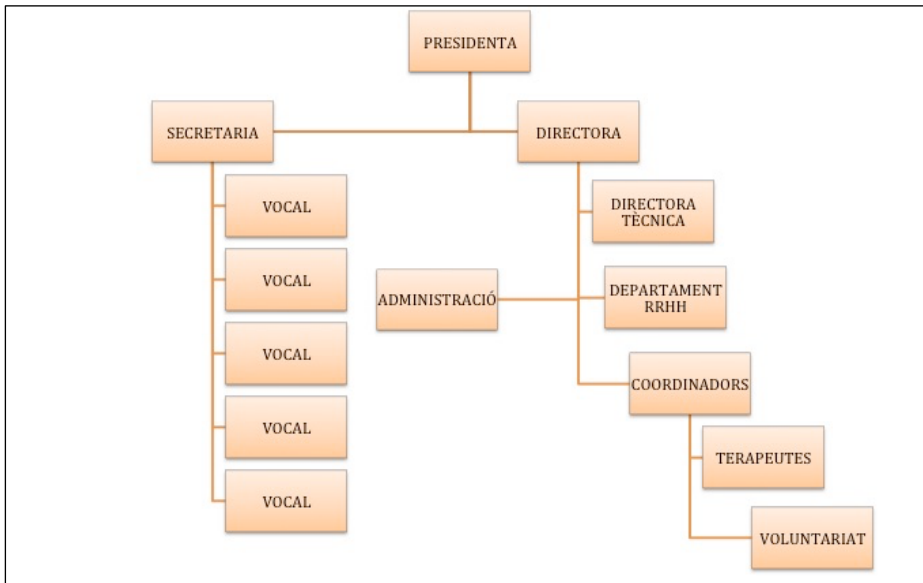 PRESIDENTA
SECRETARIA
DIRECTORA
VOCAL
VOCAL
VOCAL
VOCAL
VOCAL
DIRECTORA
TÈCNICA
ADMINISTRACIÓ
DEPARTAMENT
RRHH
COORDINADORS
TERAPEUTES
VOLUNTARIAT